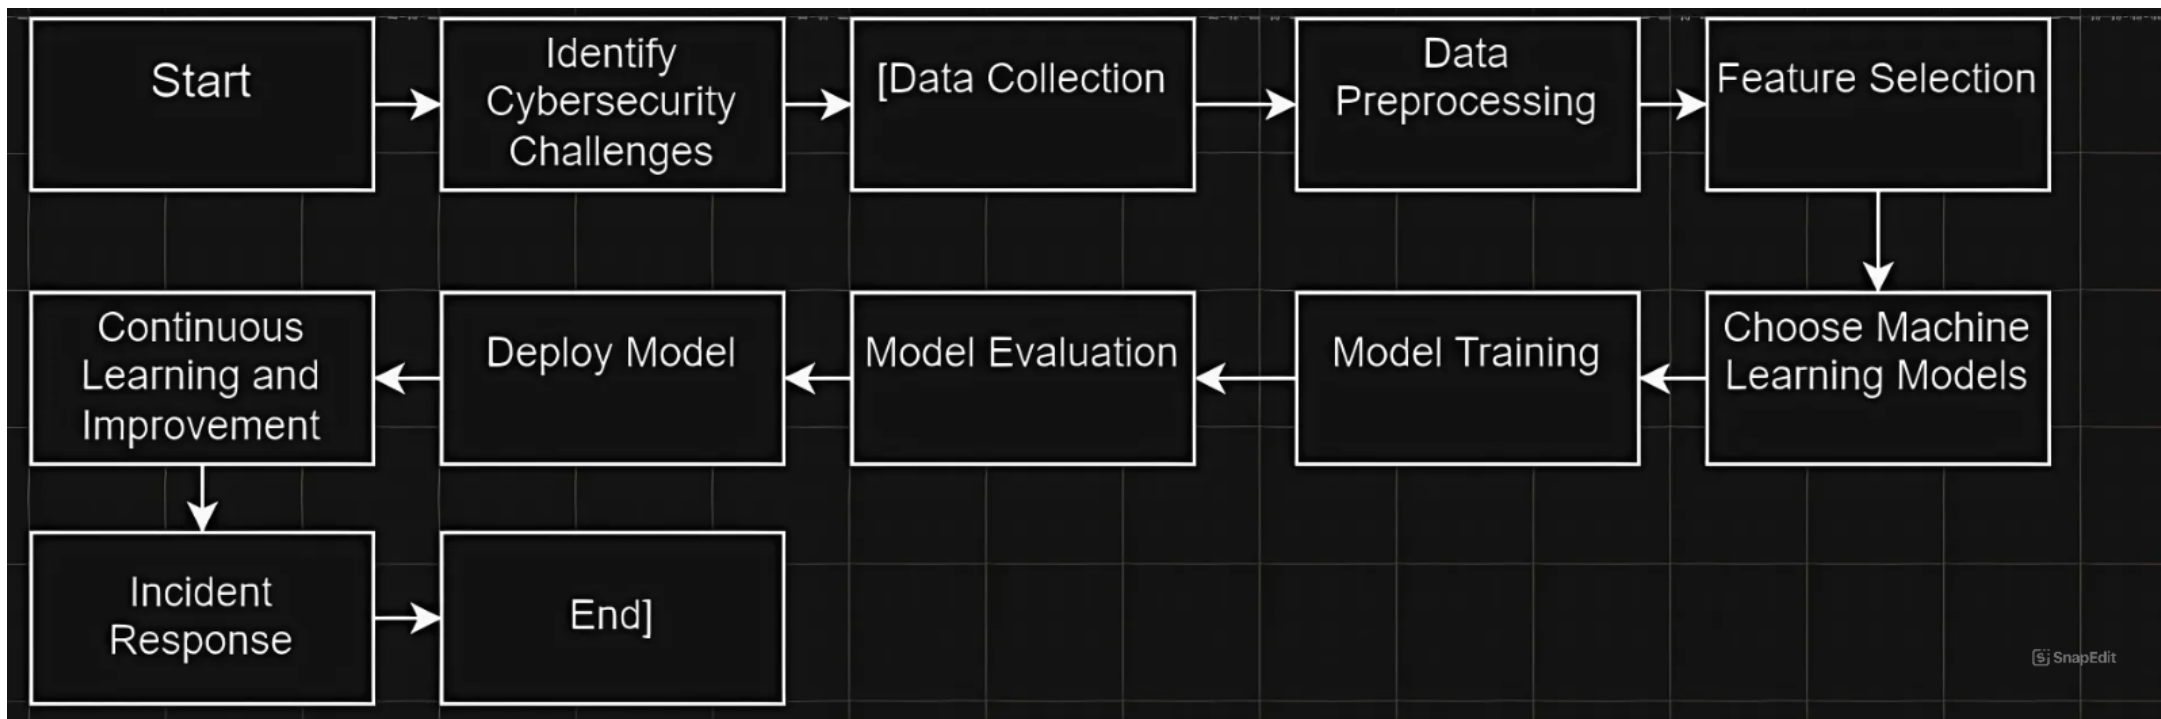 Start
Identify
Cybersecurity
Challenges
[Data Collection
Data
Preprocessing
Feature Selection
Continuous
Learning and
Improvement
Deploy Model
Model Evaluation
Model Training
Choose Machine
Learning Models
Incident
Response
End]
SnapEdit